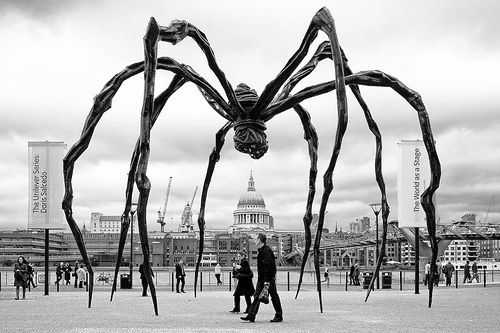 The Unilever Series:
Doris Salcedo
The World as a Stage